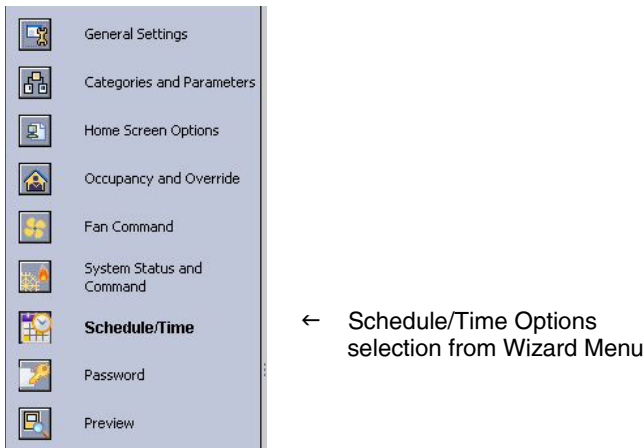 General Settings
Categories and Parameters
Home Screen Options
Occupancy and Override
Fan Command
System Status and
Command
Schedule/Time
← Schedule/Time Options
selection from Wizard Menu
Password
Preview